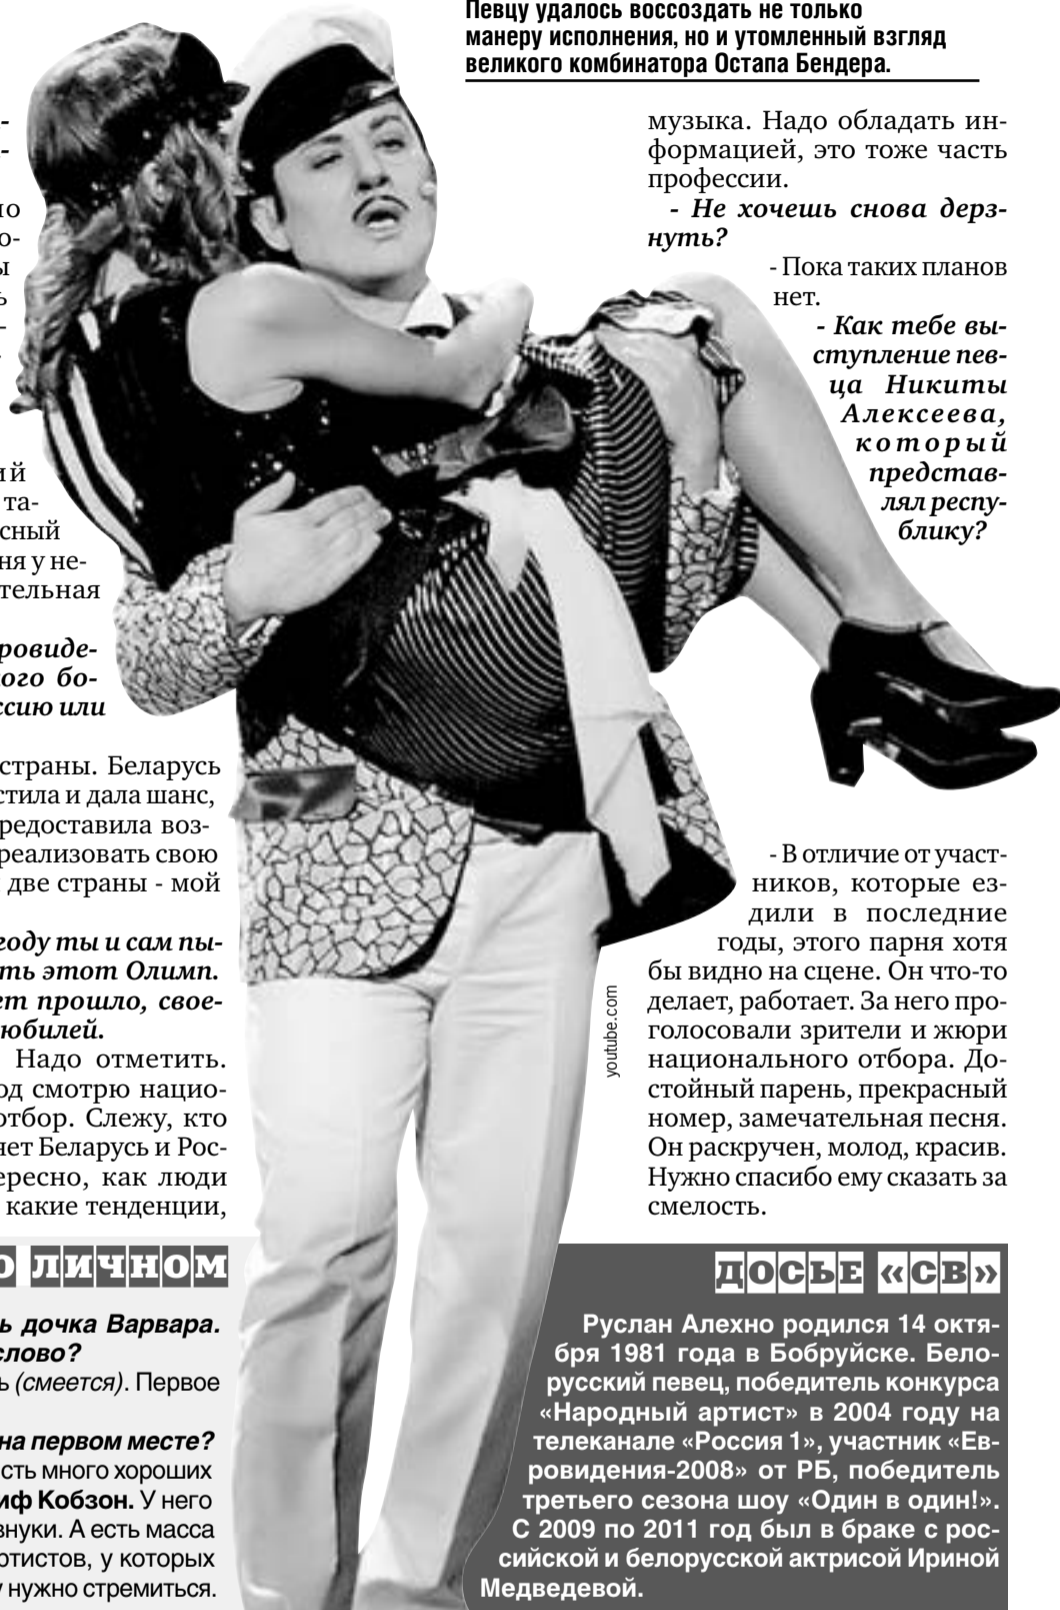 Певцу удалось воссоздать не только
манеру исполнения, но и утомленный взгляд
великого комбинатора Остапа Бендера.
страны. Беларусь
и дала шанс,
воз-
реализовать свою
две страны - мой
году ты и сам пы-
этот Олимп.
прошло, свое-
юбилей.
Надо отметить.
смотрю нацио-
отбор. Слежу, кто
Беларусь и Рос-
как люди
какие тенденции,
музыка. Надо обладать ин-
формацией, это тоже часть
профессии.
- Не хочешь снова дерз-
нуть?
- Пока таких планов
нет.
- Как тебе вы-
ступление пев-
ца Никиты
Алексеева,
который
представ-
лял респу-
блику?
- В отличие от участ-
ников, которые ез-
дили в последние
годы, этого парня хотя
бы видно на сцене. Он что-то
делает, работает. За него про-
голосовали зрители и жюри
национального отбора. До-
стойный парень, прекрасный
номер, замечательная песня.
Он раскручен, молод, красив.
Нужно спасибо ему сказать за
смелость.
youtube.com
О ЛИЧНОМ
дочка Варвара.
слово?
(смеется). Первое
на первом месте?
много хороших
Кобзон. У него
внуки. А есть масса
у которых
нужно стремиться.
ДОСЬЕ «СВ»
Руслан Алехно родился 14 октя-
бря 1981 года в Бобруйске. Бело-
русский певец, победитель конкурса
«Народный артист» в 2004 году на
телеканале «Россия 1», участник «Ев-
ровидения-2008» от РБ, победитель
третьего сезона шоу «Один в один!».
С 2009 по 2011 год был в браке с рос-
сийской и белорусской актрисой Ириной
Медведевой.